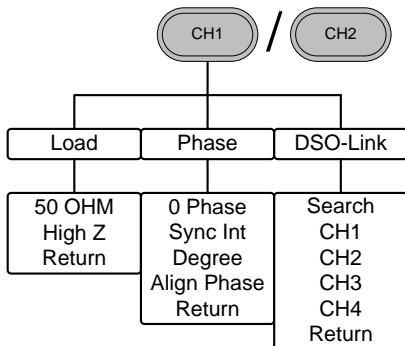 CH1 / CH2
Load Phase DSO-Link
50 OHM
High Z
Return
0 Phase
Sync Int
Degree
Align Phase
Return
Search
CH1
CH2
CH3
CH4
Return